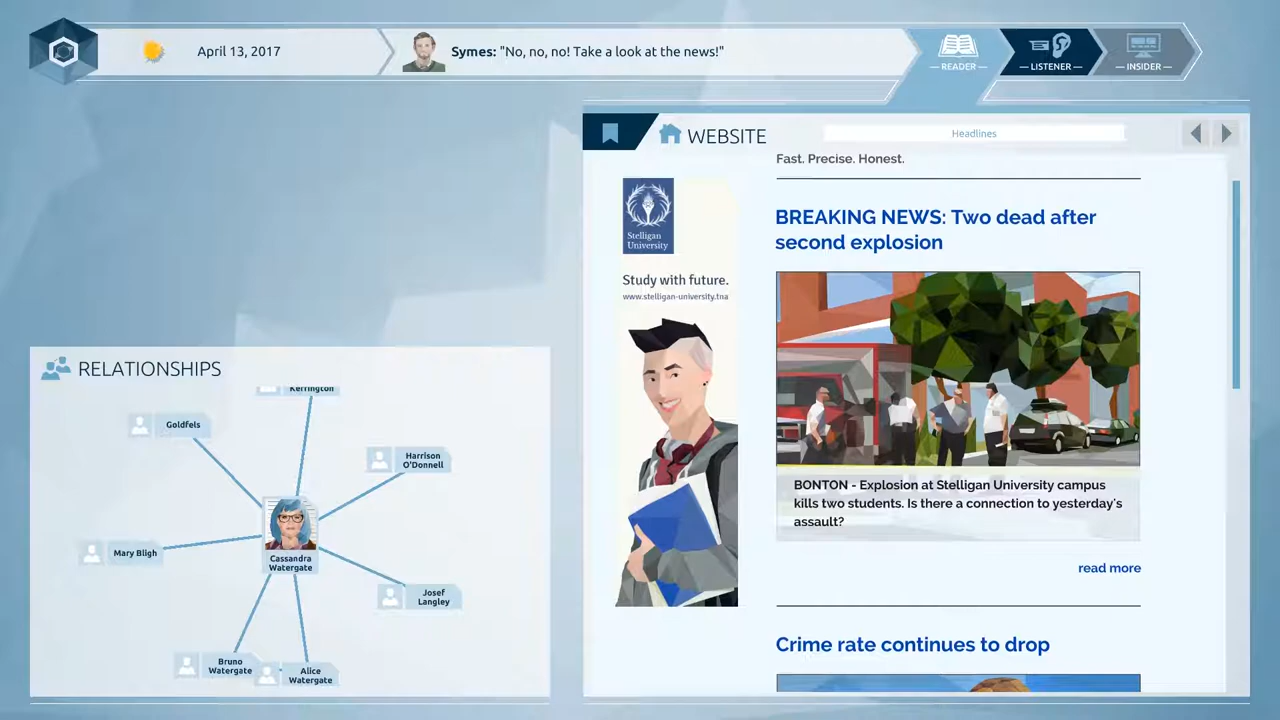 April 13, 2017
Symes: "No, no, no! Take a look at the news!"
— READER —
— LISTENER —
— INSIDER —
WEBSITE
Headlines
Fast. Precise. Honest.
Stelligan
University
Study with future.
www.stelligan-university.tna
BREAKING NEWS: Two dead after
second explosion
BONTON - Explosion at Stelligan University campus
kills two students. Is there a connection to yesterday's
assault?
read more
Crime rate continues to drop
RELATIONSHIPS
Kerrington
Goldfels
Harrison
O'Donnell
Mary Bligh
Cassandra
Watergate
Josef
Langley
Bruno
Watergate
Alice
Watergate